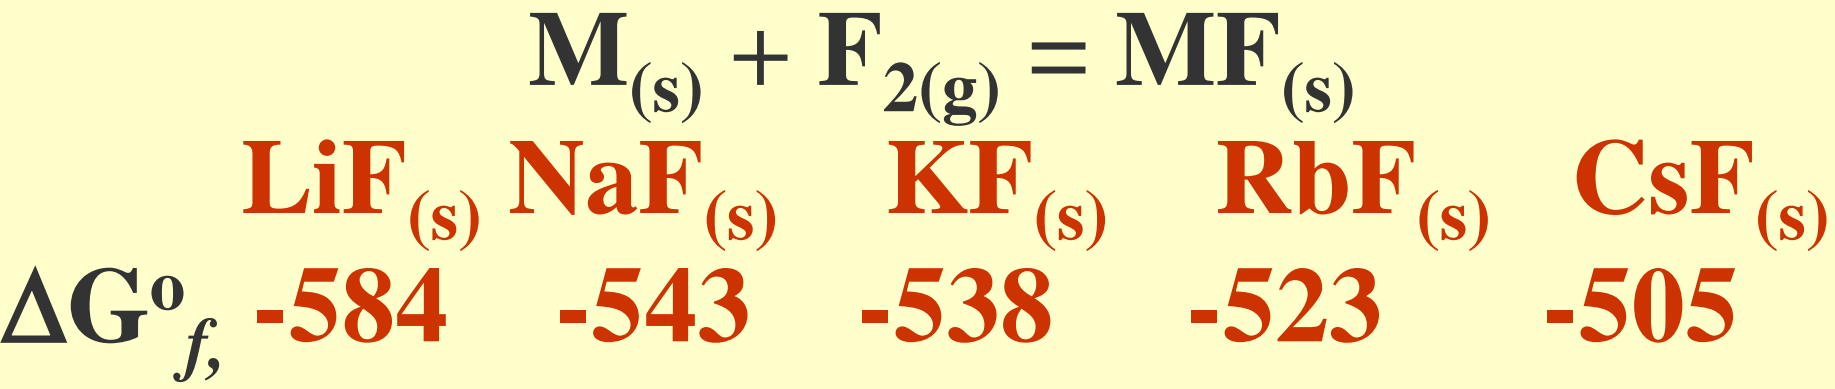 M(s) + F2(g) = MF(s)
LiF(s) NaF(s) KF(s) RbF(s) CsF(s)
ΔGof, -584 -543 -538 -523 -505